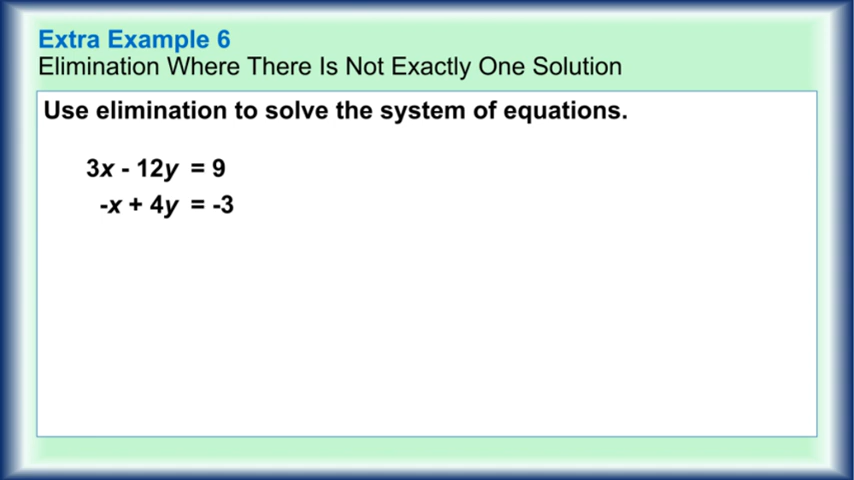 Extra Example 6
Elimination Where There Is Not Exactly One Solution
Use elimination to solve the system of equations.
3x - 12y = 9
-x + 4y = -3